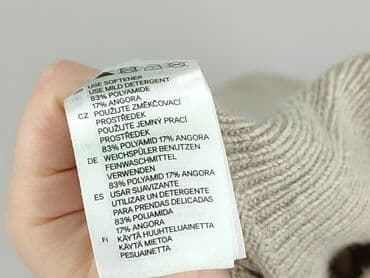 USE SOFTENER
USE MILD DETERGENT
83% POLYAMIDE
17% ANGORA
CZ POUŽIJTE ZMĚKČOVACÍ
PROSTŘEDEK
POUŽIJTE JEMNÝ PRACÍ
PROSTŘEDEK
83% POLYAMID 17% ANGORA
DE WEICHSPÜLER BENUTZEN
FEINWASCHMITTEL
VERWENDEN
83% POLYAMID 17% ANGORA
ES USAR SUAVIZANTE
UTILIZAR UN DETERGENTE
PARA PRENDAS DELICADAS
83% POLIAMIDA
17% ANGORA
FI KÄYTÄ HUUHTELUAINETTA
KÄYTÄ MIETOA
PESUAINETTA